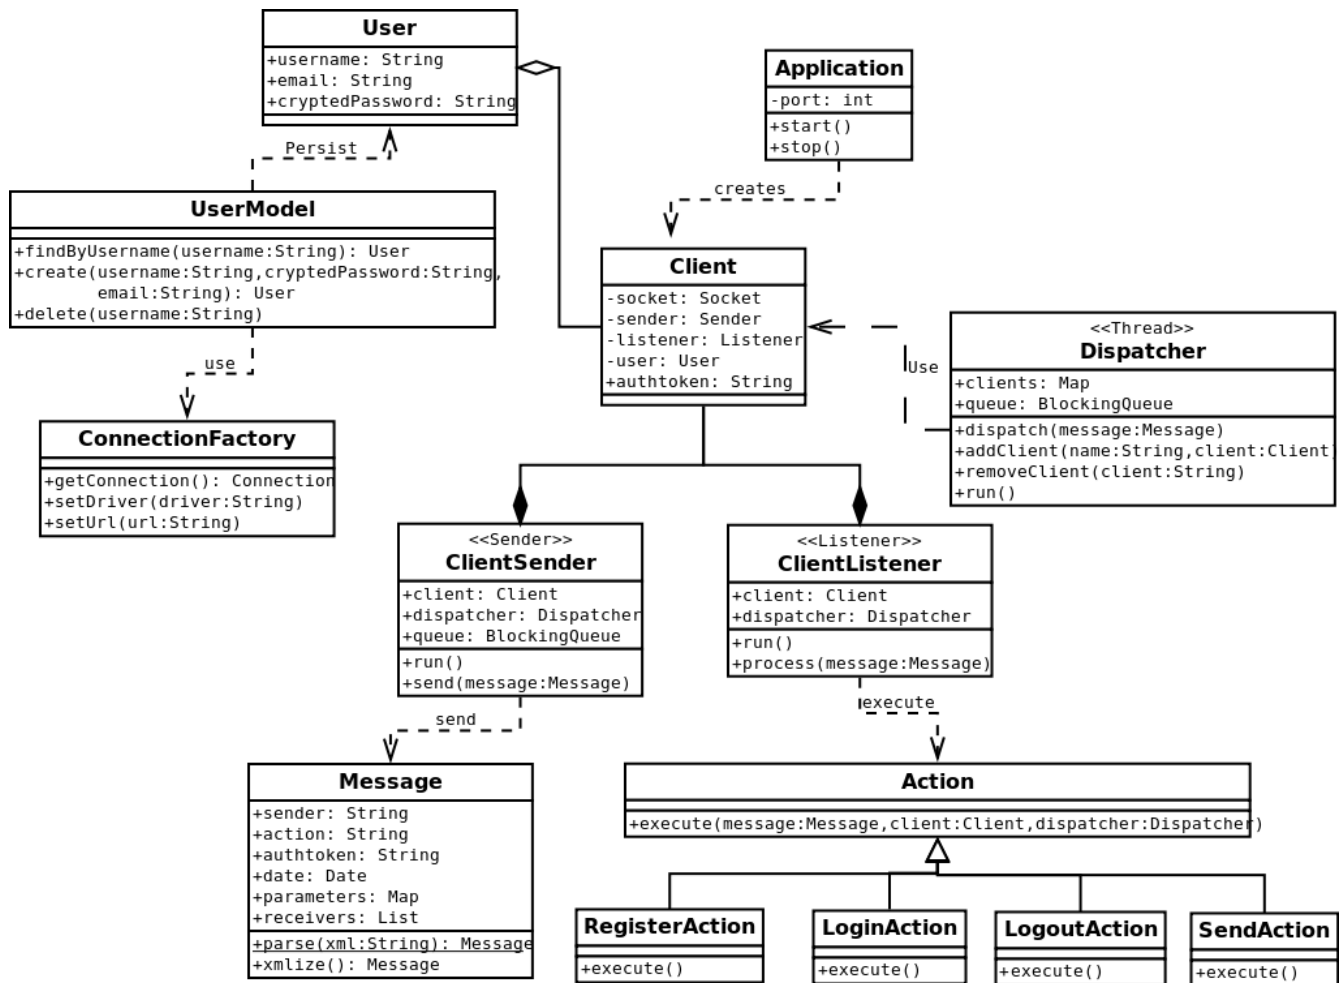 User
+username: String
+email: String
+cryptedPassword: String
Application
-port: int
+start()
+stop()
Persist
creates
UserModel
+findByUsername(username:String): User
+create(username:String,cryptedPassword:String,
email:String): User
+delete(username:String)
Client
-socket: Socket
-sender: Sender
-listener: Listener
-user: User
+authtoken: String
<<Thread>>
Dispatcher
+clients: Map
+queue: BlockingQueue
+dispatch(message:Message)
+addClient(name:String,client:Client)
+removeClient(client:String)
+run()
Use
use
ConnectionFactory
+getConnection(): Connection
+setDriver(driver:String)
+setUrl(url:String)
<<Sender>>
ClientSender
+client: Client
+dispatcher: Dispatcher
+queue: BlockingQueue
+run()
+send(message:Message)
<<Listener>>
ClientListener
+client: Client
+dispatcher: Dispatcher
+run()
+process(message:Message)
send
execute
Message
+sender: String
+action: String
+authtoken: String
+date: Date
+parameters: Map
+receivers: List
+parse(xml:String): Message
+xmlize(): Message
Action
+execute(message:Message,client:Client,dispatcher:Dispatcher)
RegisterAction
+execute()
LoginAction
+execute()
LogoutAction
+execute()
SendAction
+execute()